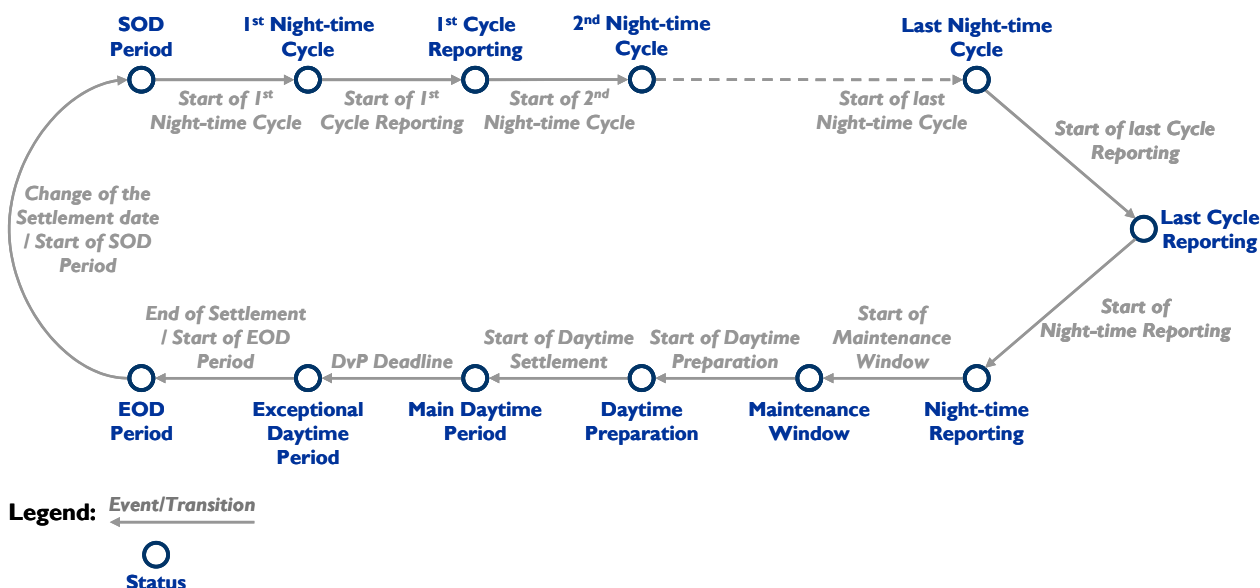 SOD
Period
1st Night-time
Cycle
1st Cycle
Reporting
2nd Night-time
Cycle
Last Night-time
Cycle
Start of 1st
Night-time Cycle
Start of 1st
Cycle Reporting
Start of 2nd
Night-time Cycle
Start of last
Night-time Cycle
Start of last Cycle
Reporting
Last Cycle
Reporting
Start of
Night-time Reporting
Change of the
Settlement date
/ Start of SOD
Period
End of Settlement
/ Start of EOD
Period
DvP Deadline
Start of Daytime
Settlement
Start of Daytime
Preparation
Start of
Maintenance
Window
EOD
Period
Exceptional
Daytime
Period
Main Daytime
Period
Daytime
Preparation
Maintenance
Window
Night-time
Reporting
Legend:
Event/Transition
Status